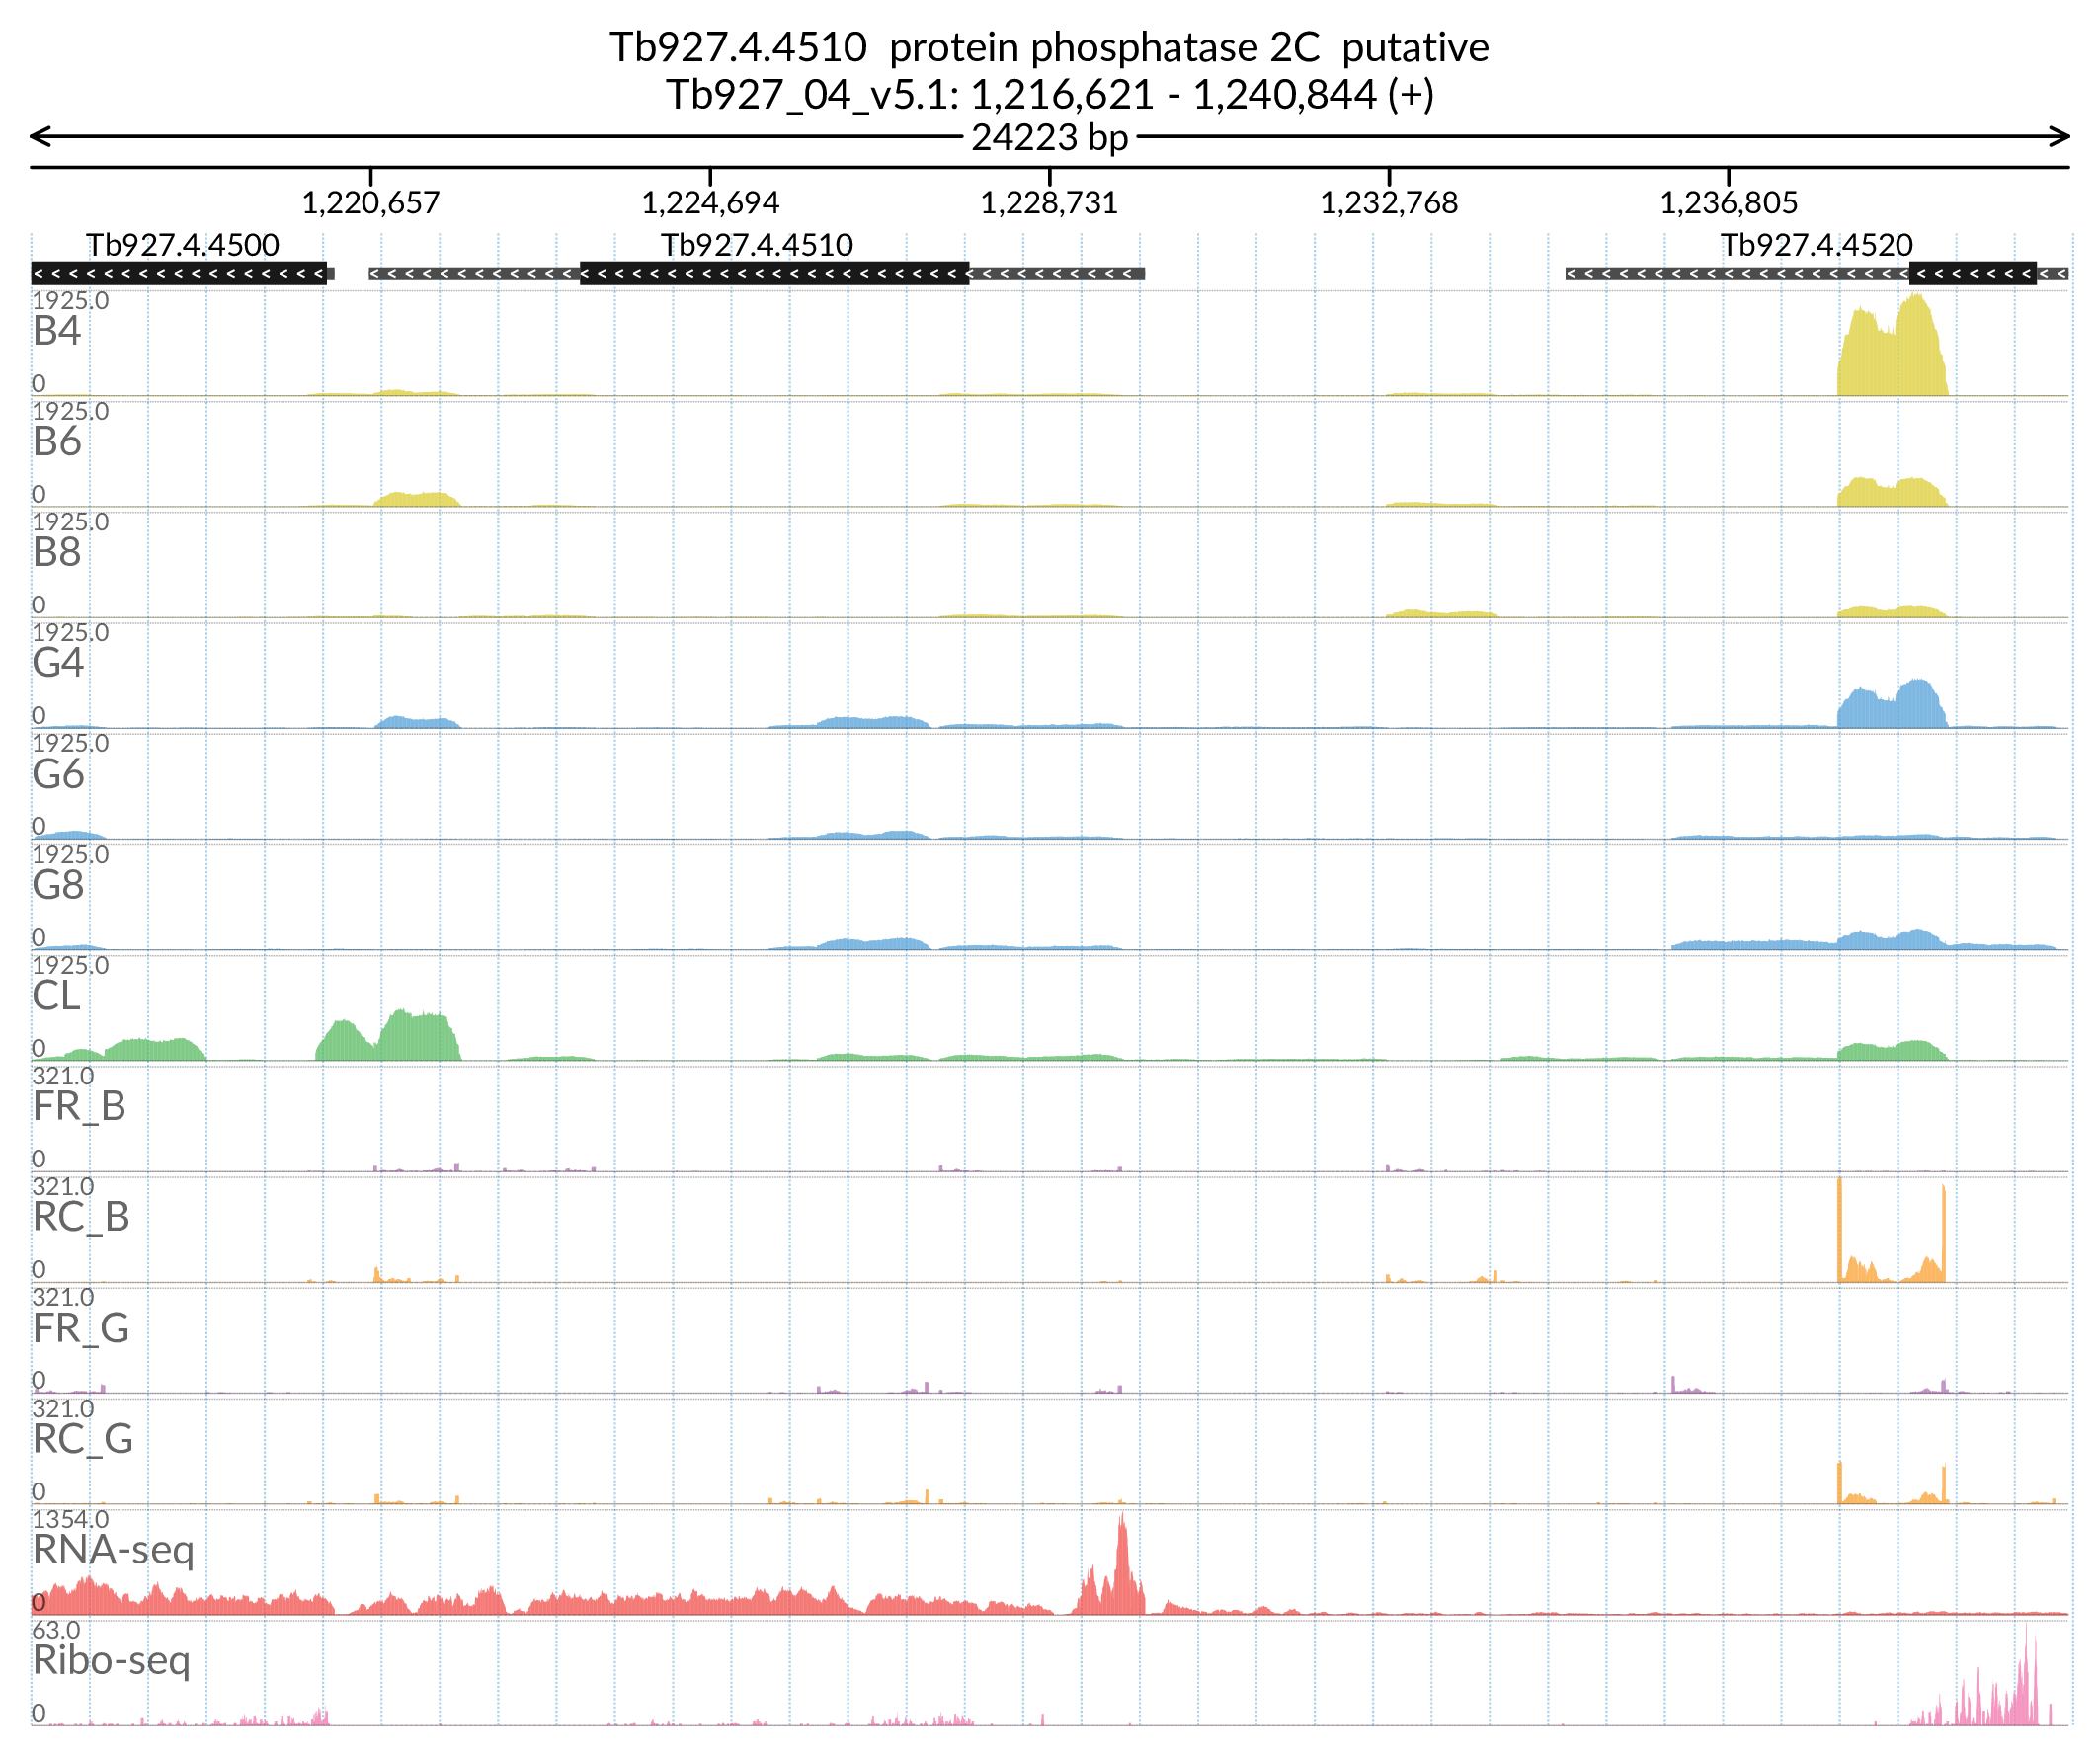 Tb927.4.4510  protein phosphatase 2C  putative
Tb927_04_v5.1: 1,216,621 - 1,240,844 (+)
24223 bp
1,220,657 1,224,694 1,228,731 1,232,768 1,236,805
Tb927.4.4500 Tb927.4.4510 Tb927.4.4520
1925.0
B4
0
1925.0
B6
0
1925.0
B8
0
1925.0
G4
0
1925.0
G6
0
1925.0
G8
0
1925.0
CL
0
321.0
FR_B
0
321.0
RC_B
0
321.0
FR_G
0
321.0
RC_G
0
1354.0
RNA-seq
0
63.0
Ribo-seq
0